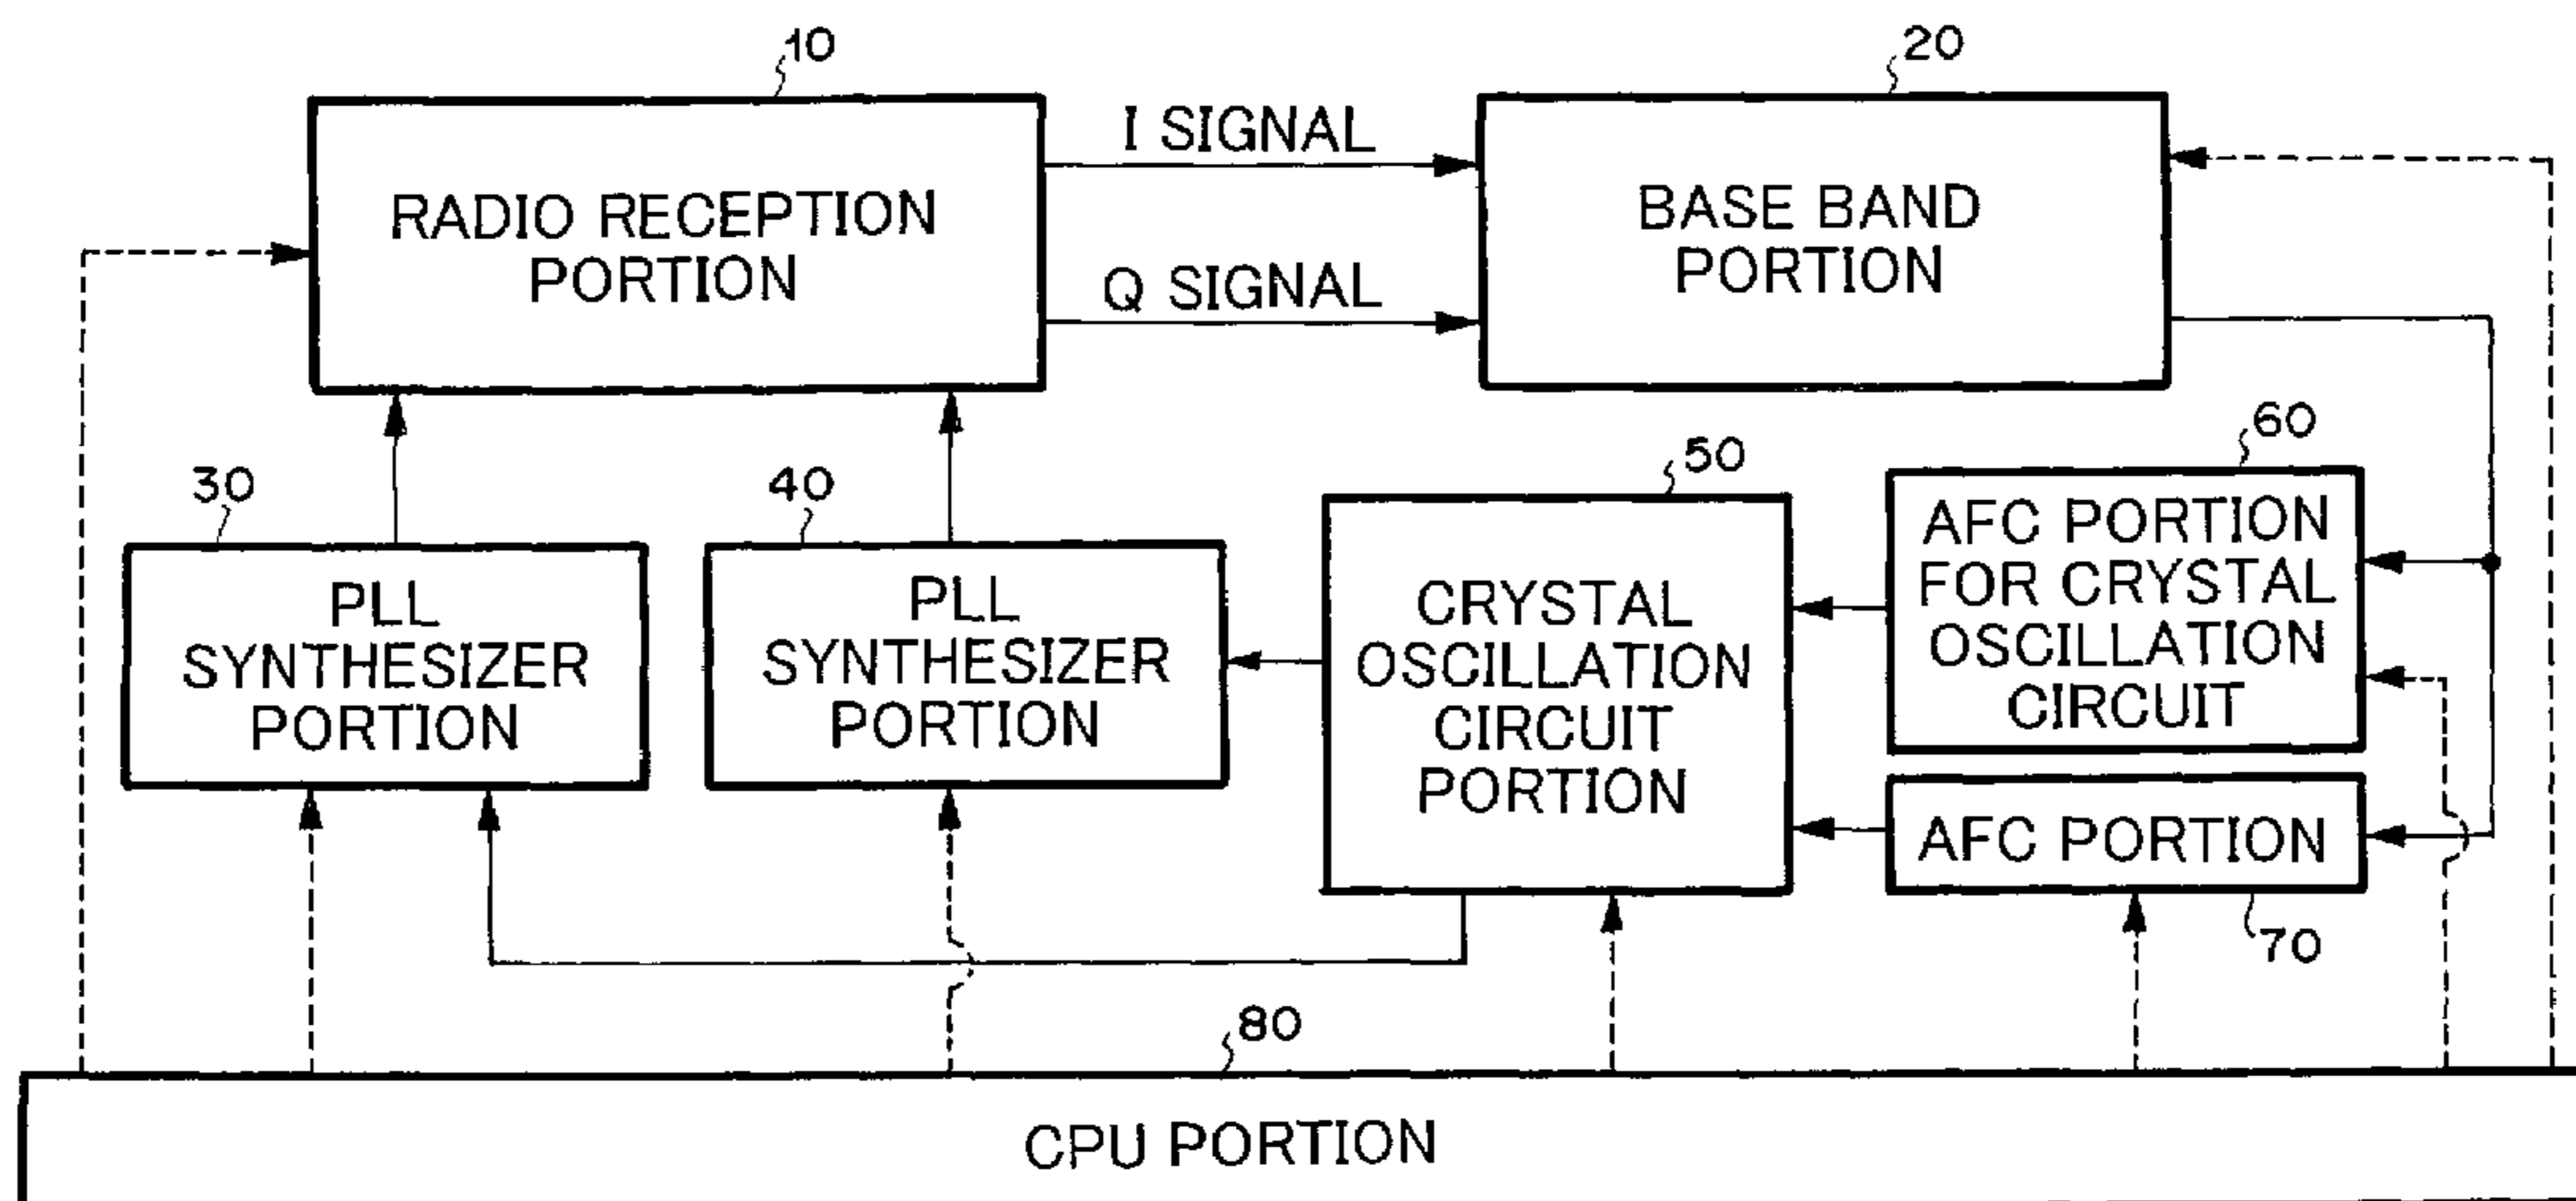 10
20
I SIGNAL
RADIO RECEPTION
PORTION
Q SIGNAL
BASE BAND
PORTION
30
PLL
SYNTHESIZER
PORTION
40
PLL
SYNTHESIZER
PORTION
50
CRYSTAL
OSCILLATION
CIRCUIT
PORTION
60
AFC PORTION
FOR CRYSTAL
OSCILLATION
CIRCUIT
AFC PORTION
70
80
CPU PORTION